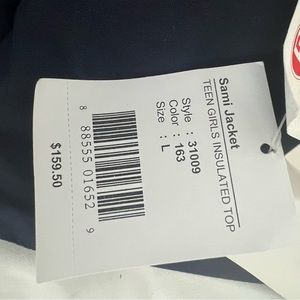 Sami Jacket
TEEN GIRLS INSULATED TOP
Style : 31009
Color : 163
Size : L
8 88555 01652 9
$159.50